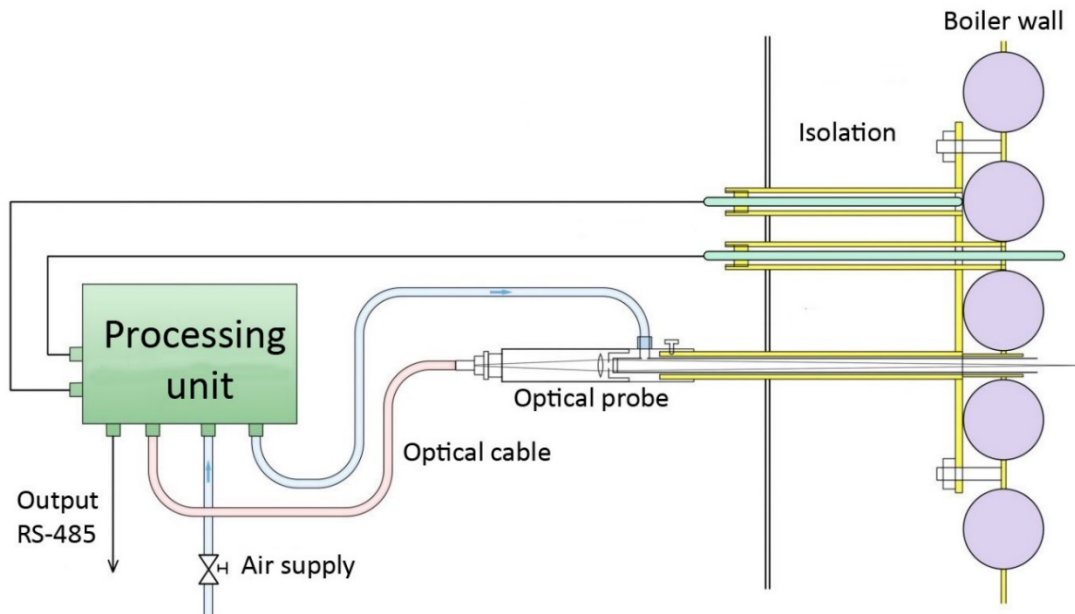 Boiler wall
Isolation
Processing
unit
Optical probe
Optical cable
Output
RS-485
Air supply